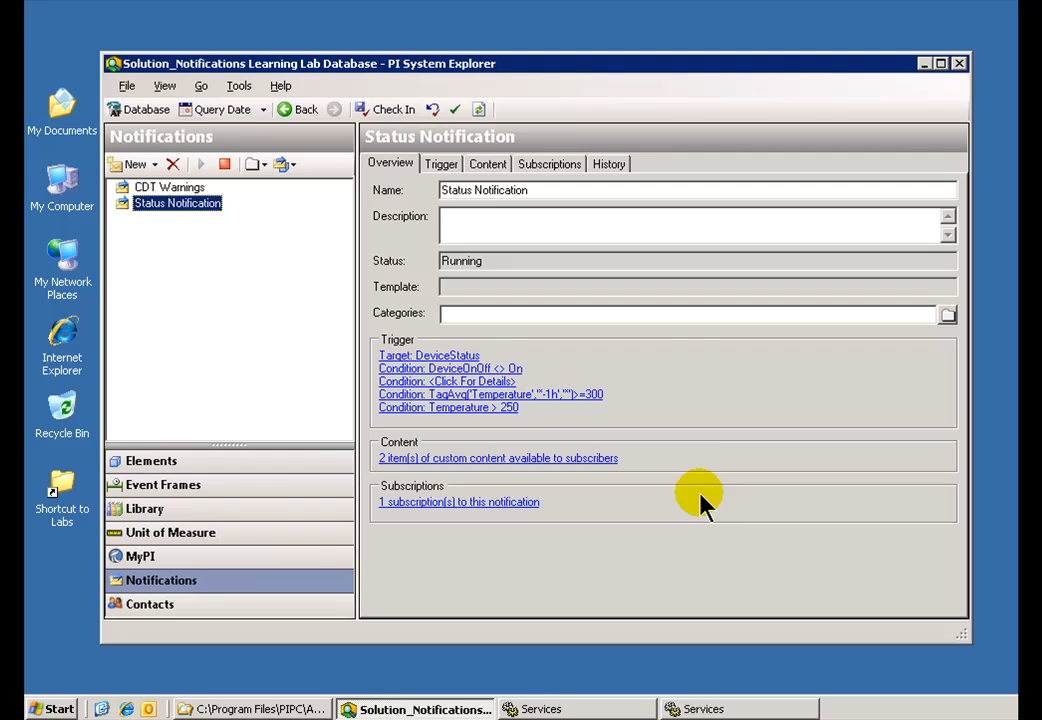 Solution_Notifications Learning Lab Database - PI System Explorer
File View Go Tools Help
Database Query Date Back Check In
Notifications
New
CDT Warnings
Status Notification
Elements
Event Frames
Library
Unit of Measure
MyPI
Notifications
Contacts
Status Notification
Overview Trigger Content Subscriptions History
Name: Status Notification
Description:
Status: Running
Template:
Categories:
Trigger
Target: DeviceStatus
Condition: DeviceOnOff <> On
Condition: <Click For Details>
Condition: TagAvg('Temperature','*-1h','*')>=300
Condition: Temperature > 250
Content
2 item(s) of custom content available to subscribers
Subscriptions
1 subscription(s) to this notification
My Documents
My Computer
My Network
Places
Internet
Explorer
Recycle Bin
Shortcut to
Labs
Start C:\Program Files\PIPC\A... Solution_Notifications... Services Services